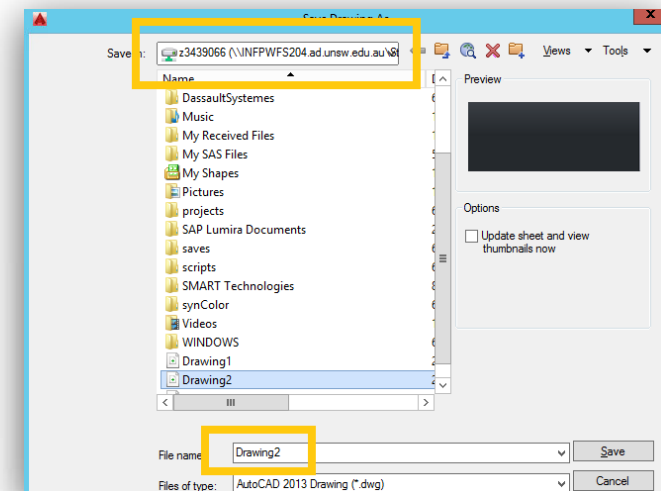 Save Drawing As
X
Save in: z3439066 (\\INFPWFS204.ad.unsw.edu.au\St Views Tools
Name Preview
DassaultSystemes
Music
My Received Files
My SAS Files
My Shapes
Pictures
projects Options
SAP Lumira Documents
saves Update sheet and view
thumbnails now
scripts
SMART Technologies
synColor
Videos
WINDOWS
Drawing1
Drawing2
File name: Drawing2 Save
Files of type: AutoCAD 2013 Drawing (*.dwg) Cancel